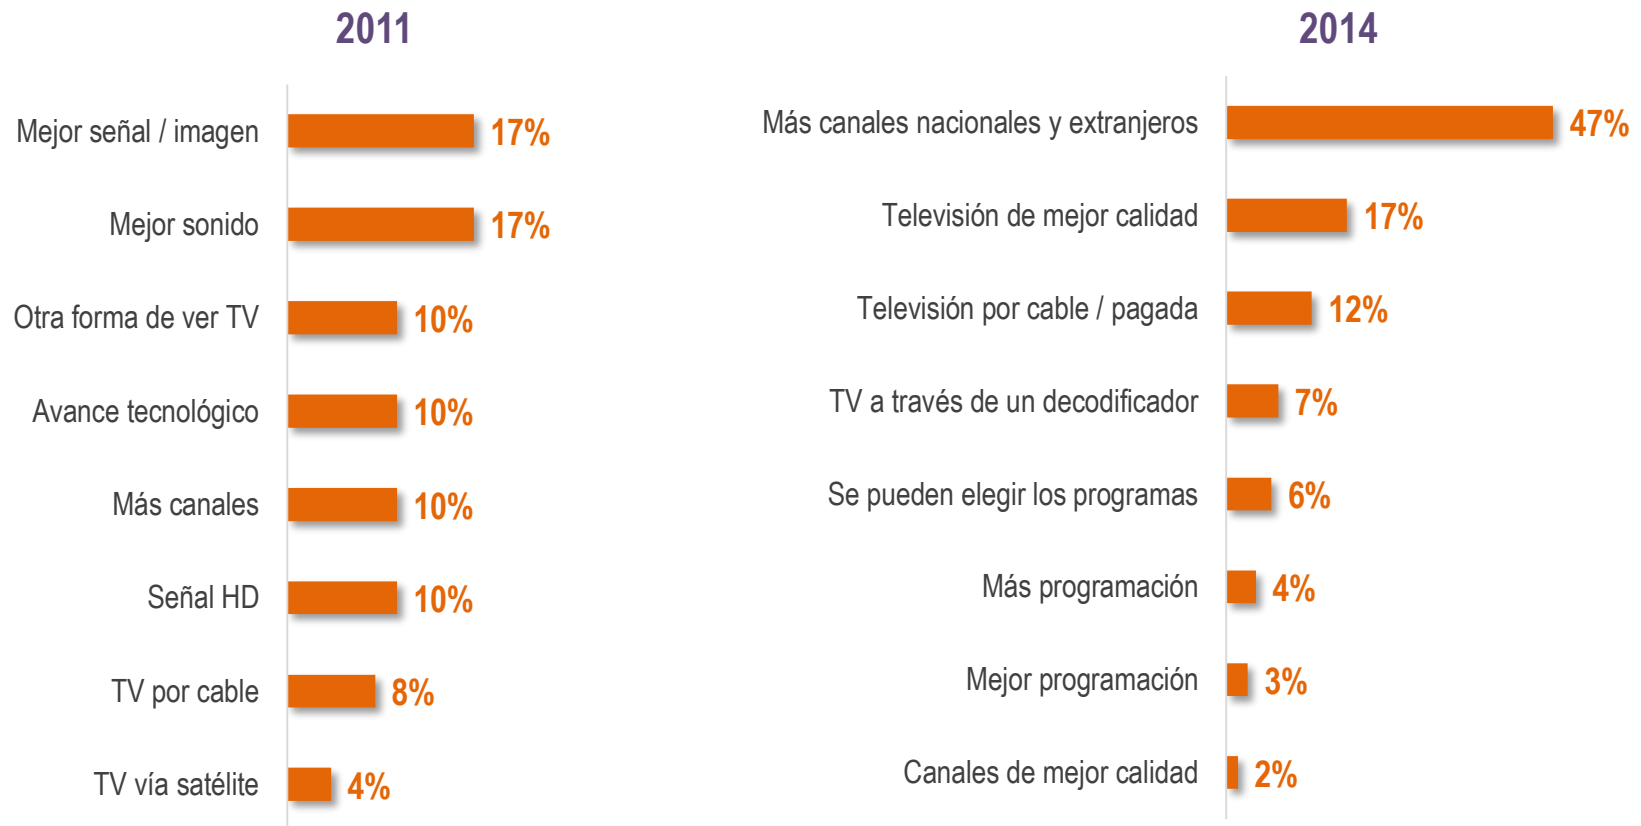 2011
Mejor señal / imagen 17%
Mejor sonido 17%
Otra forma de ver TV 10%
Avance tecnológico 10%
Más canales 10%
Señal HD 10%
TV por cable 8%
TV vía satélite 4%
2014
Más canales nacionales y extranjeros 47%
Televisión de mejor calidad 17%
Televisión por cable / pagada 12%
TV a través de un decodificador 7%
Se pueden elegir los programas 6%
Más programación 4%
Mejor programación 3%
Canales de mejor calidad 2%